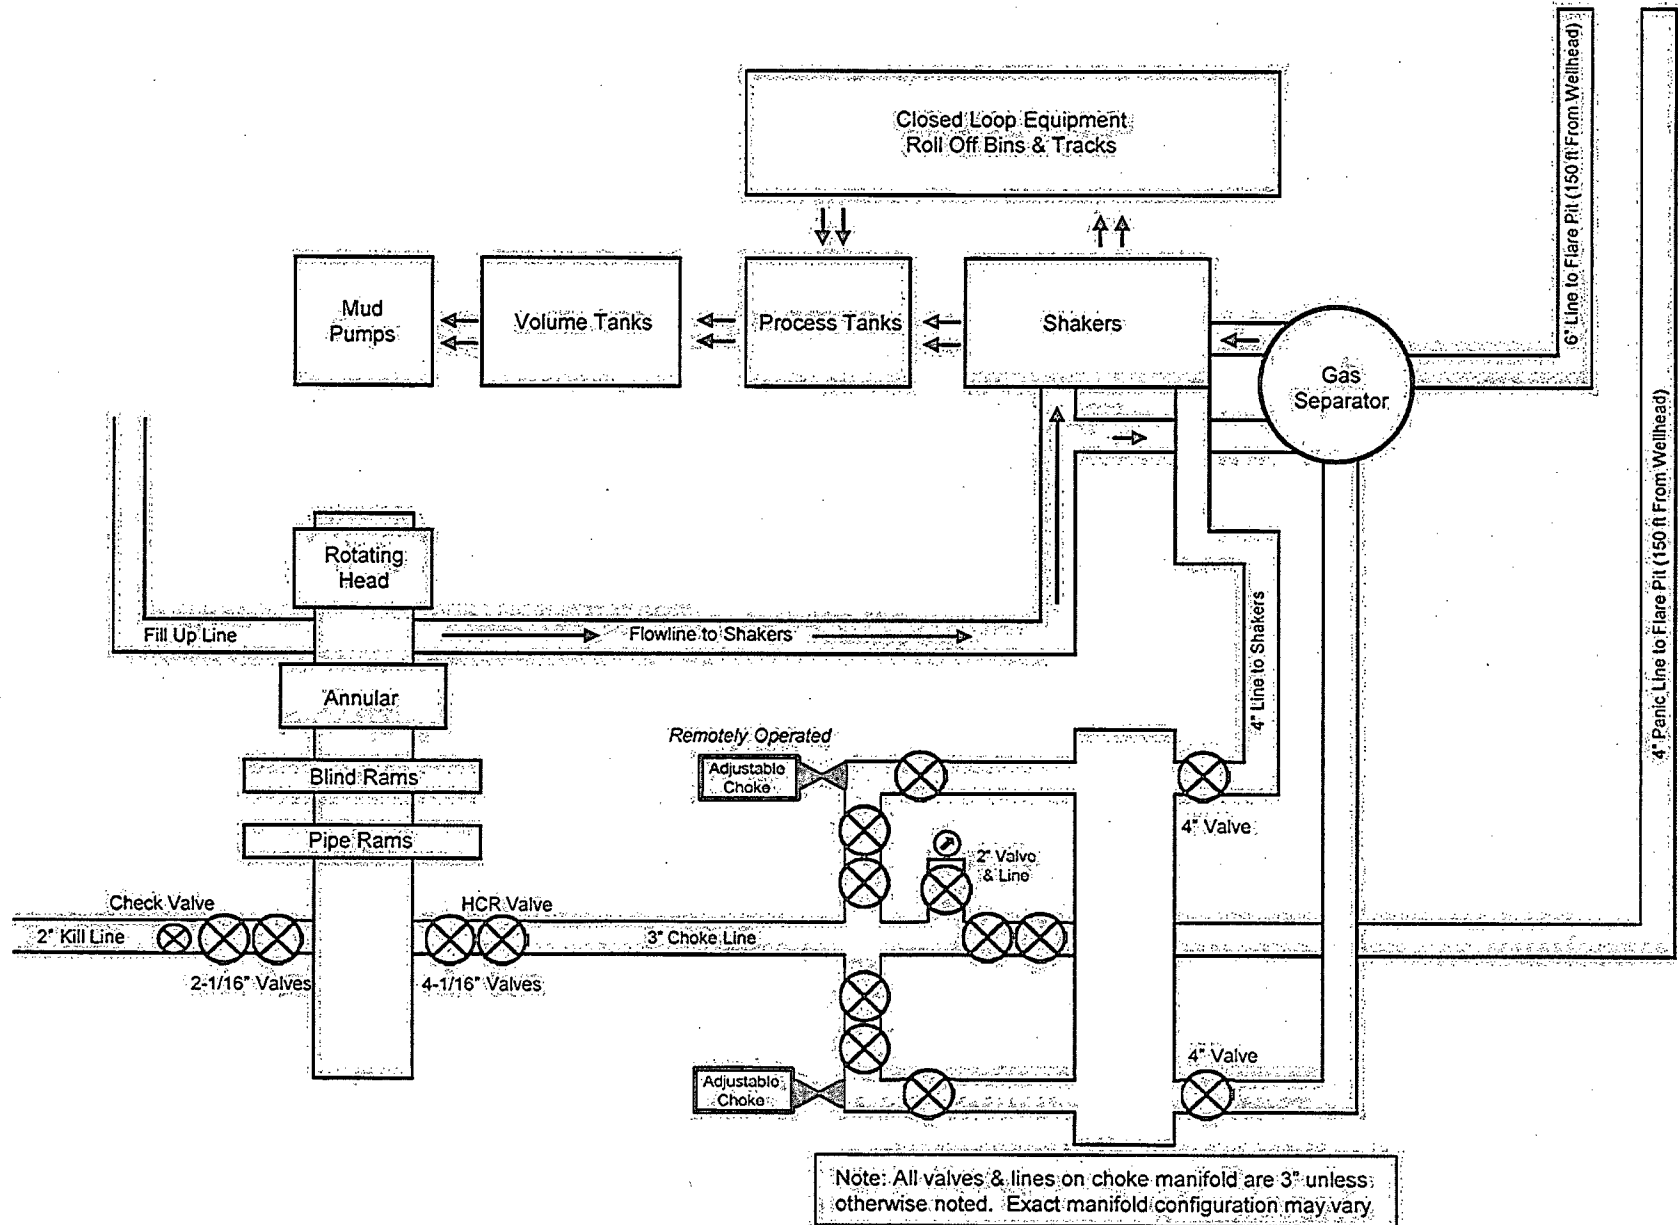 Closed Loop Equipment
Roll Off Bins & Tracks
6" Line to Flare Pit (150 ft From Wellhead)
4" Panic Line to Flare Pit (150 ft From Wellhead)
Mud
Pumps
Volume Tanks
Process Tanks
Shakers
Gas
Separator
Rotating
Head
Fill Up Line
Flowline to Shakers
4" Line to Shakers
Annular
Remotely Operated
Adjustable
Choke
Blind Rams
Pipe Rams
4" Valve
2" Valve
& Line
Check Valve
HCR Valve
2" Kill Line
3" Choke Line
2-1/16" Valves
4-1/16" Valves
4" Valve
Adjustable
Choke
Note: All valves & lines on choke manifold are 3" unless
otherwise noted. Exact manifold configuration may vary